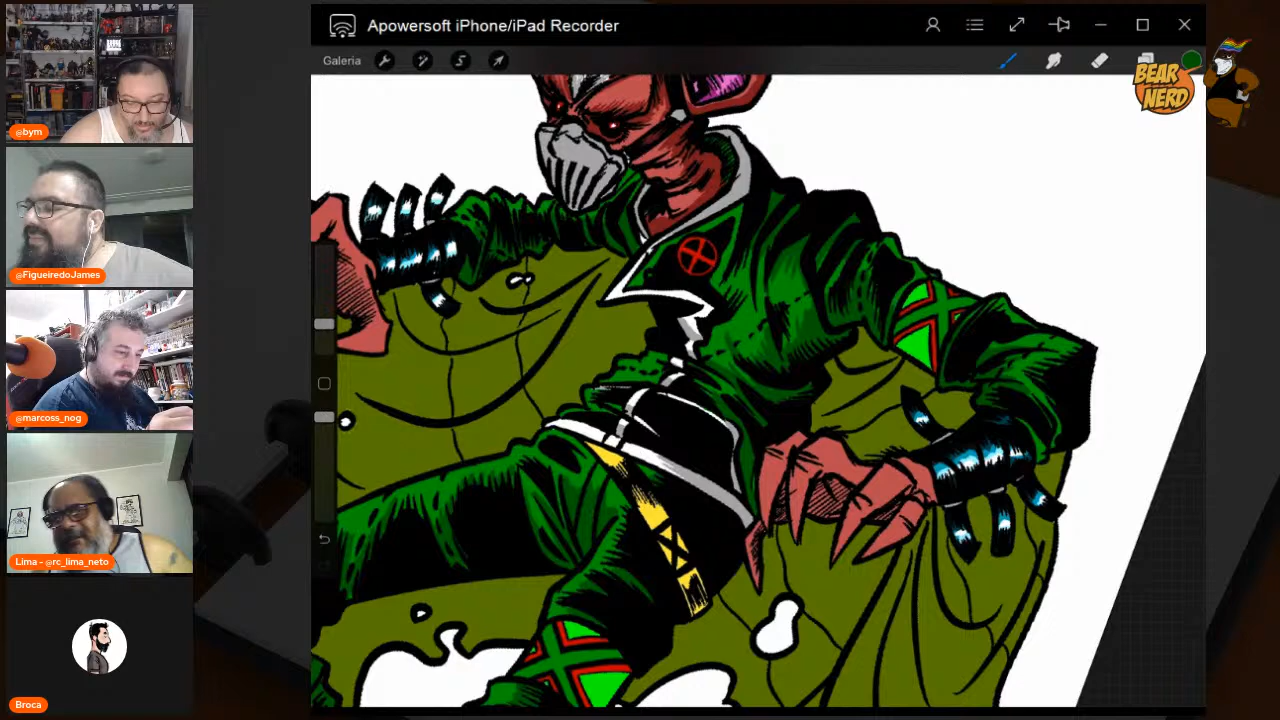 Apowersoft iPhone/iPad Recorder
Galeria
BEAR
NERD
@bym
@FigueiredoJames
@marcoss_nog
Lima - @rc_lima_neto
Broca